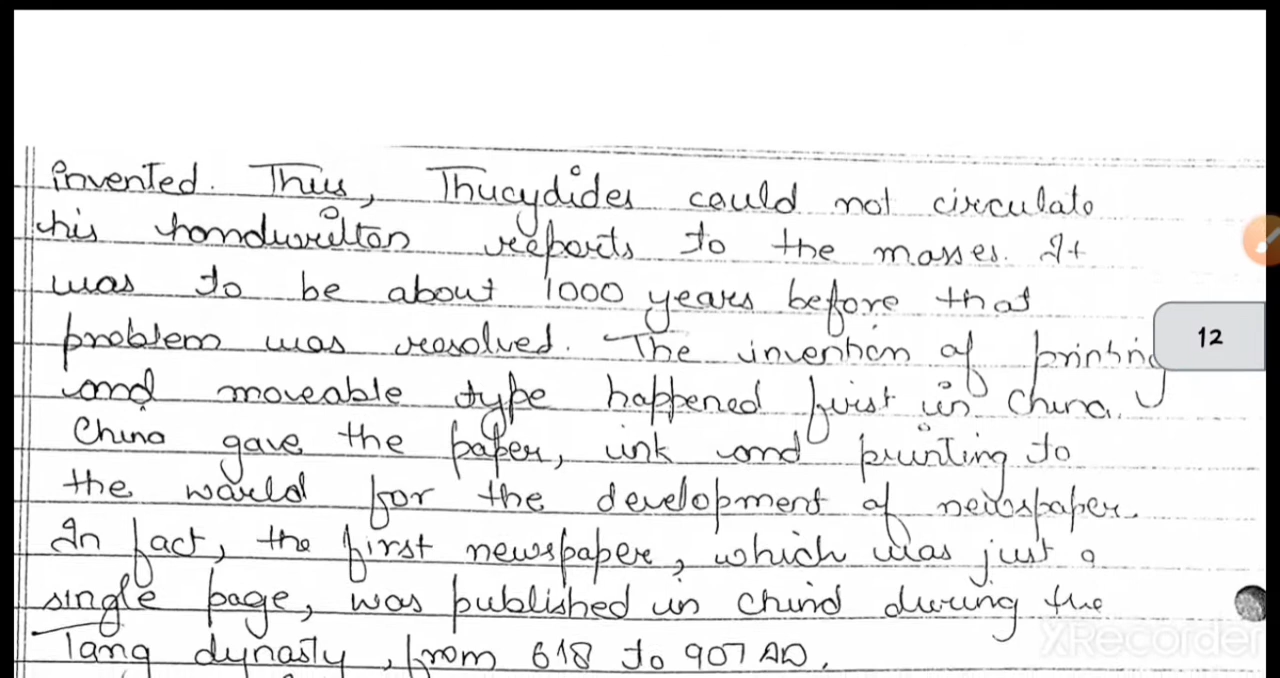 invented. Thus, Thucydides could not circulate
his handwritten reports to the masses. It
was to be about 1000 years before that
problem was resolved. The invention of printing
and moveable type happened first in China.
China gave the paper, ink and printing to
the world for the development of newspaper.
In fact, the first newspaper, which was just a
single page, was published in China during the
Tang dynasty, from 618 to 907 AD.
12
XRecorder